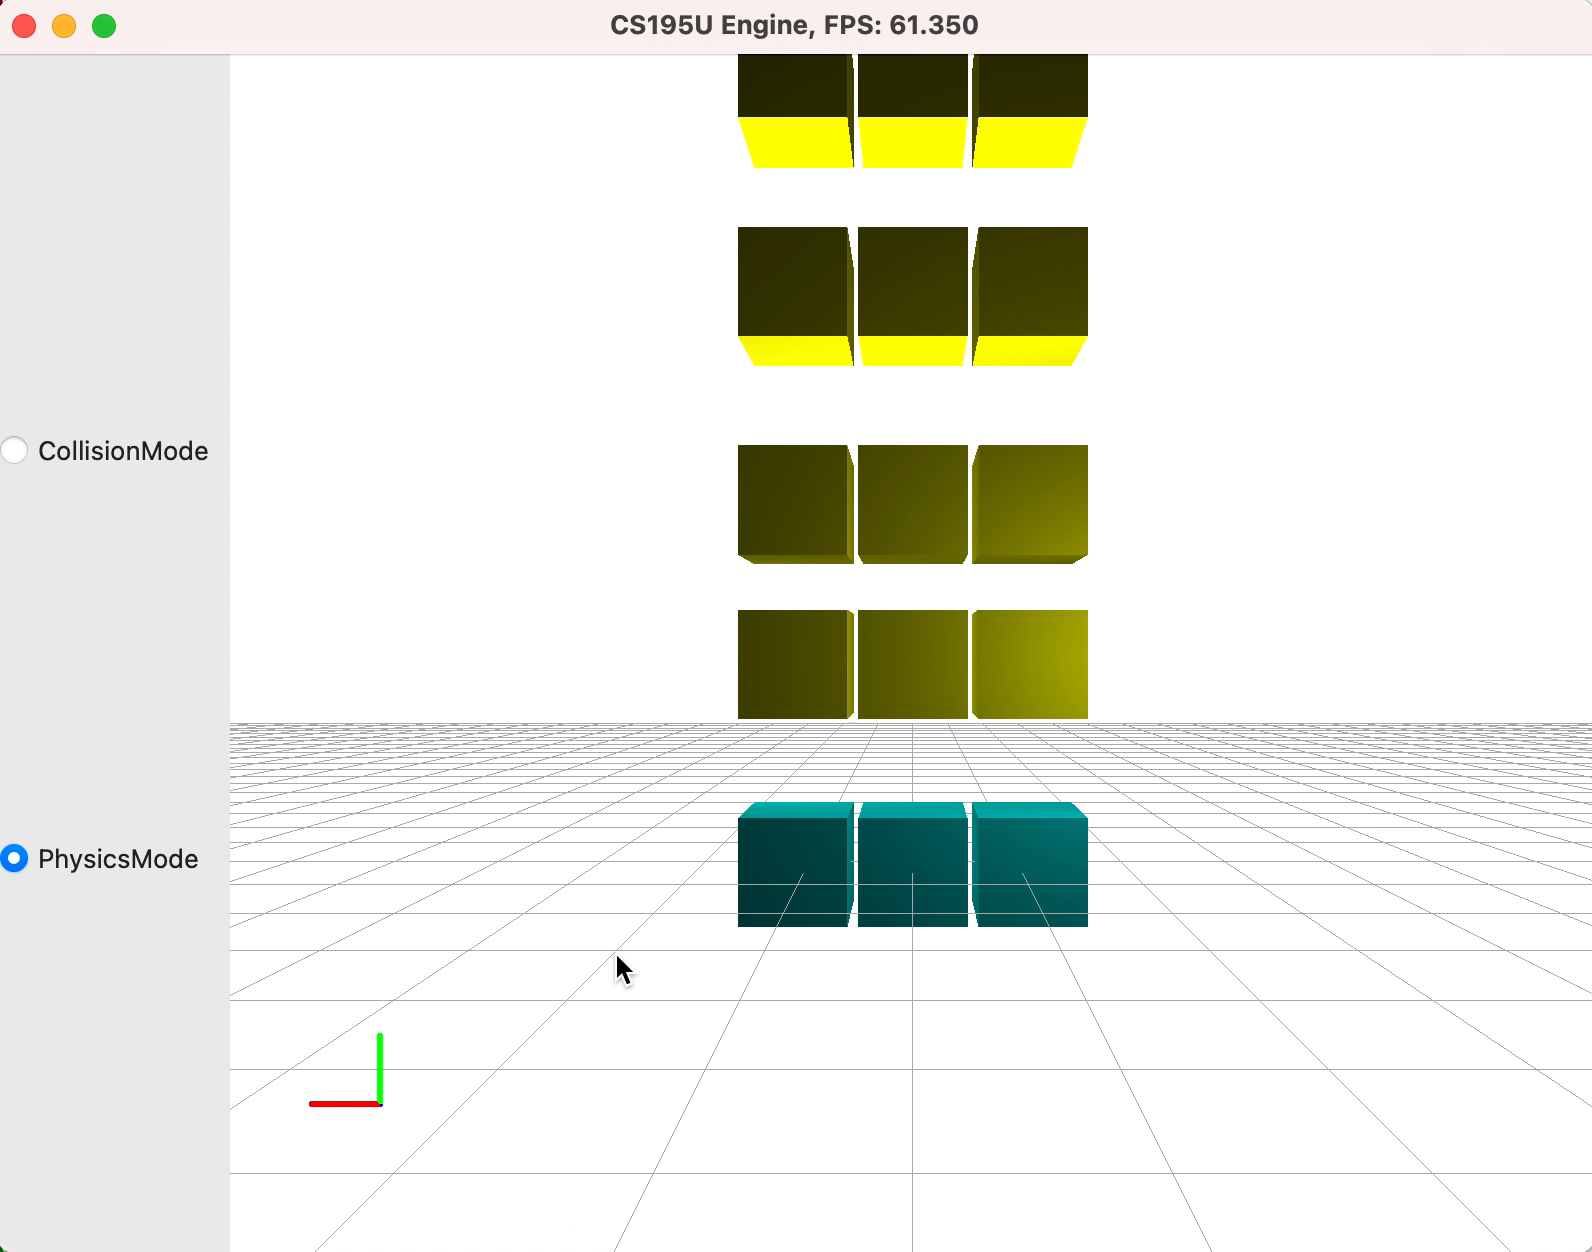 CS195U Engine, FPS: 61.350
CollisionMode
PhysicsMode